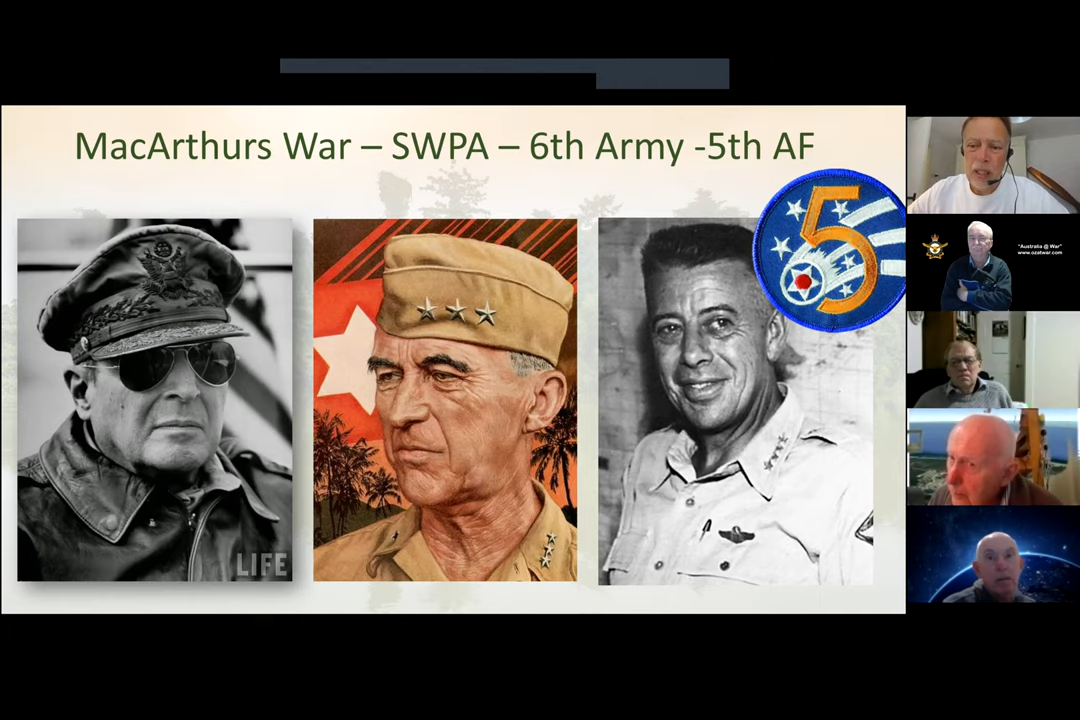 MacArthurs War – SWPA – 6th Army -5th AF
5
LIFE
"Australia @ War"
www.ozatwar.com